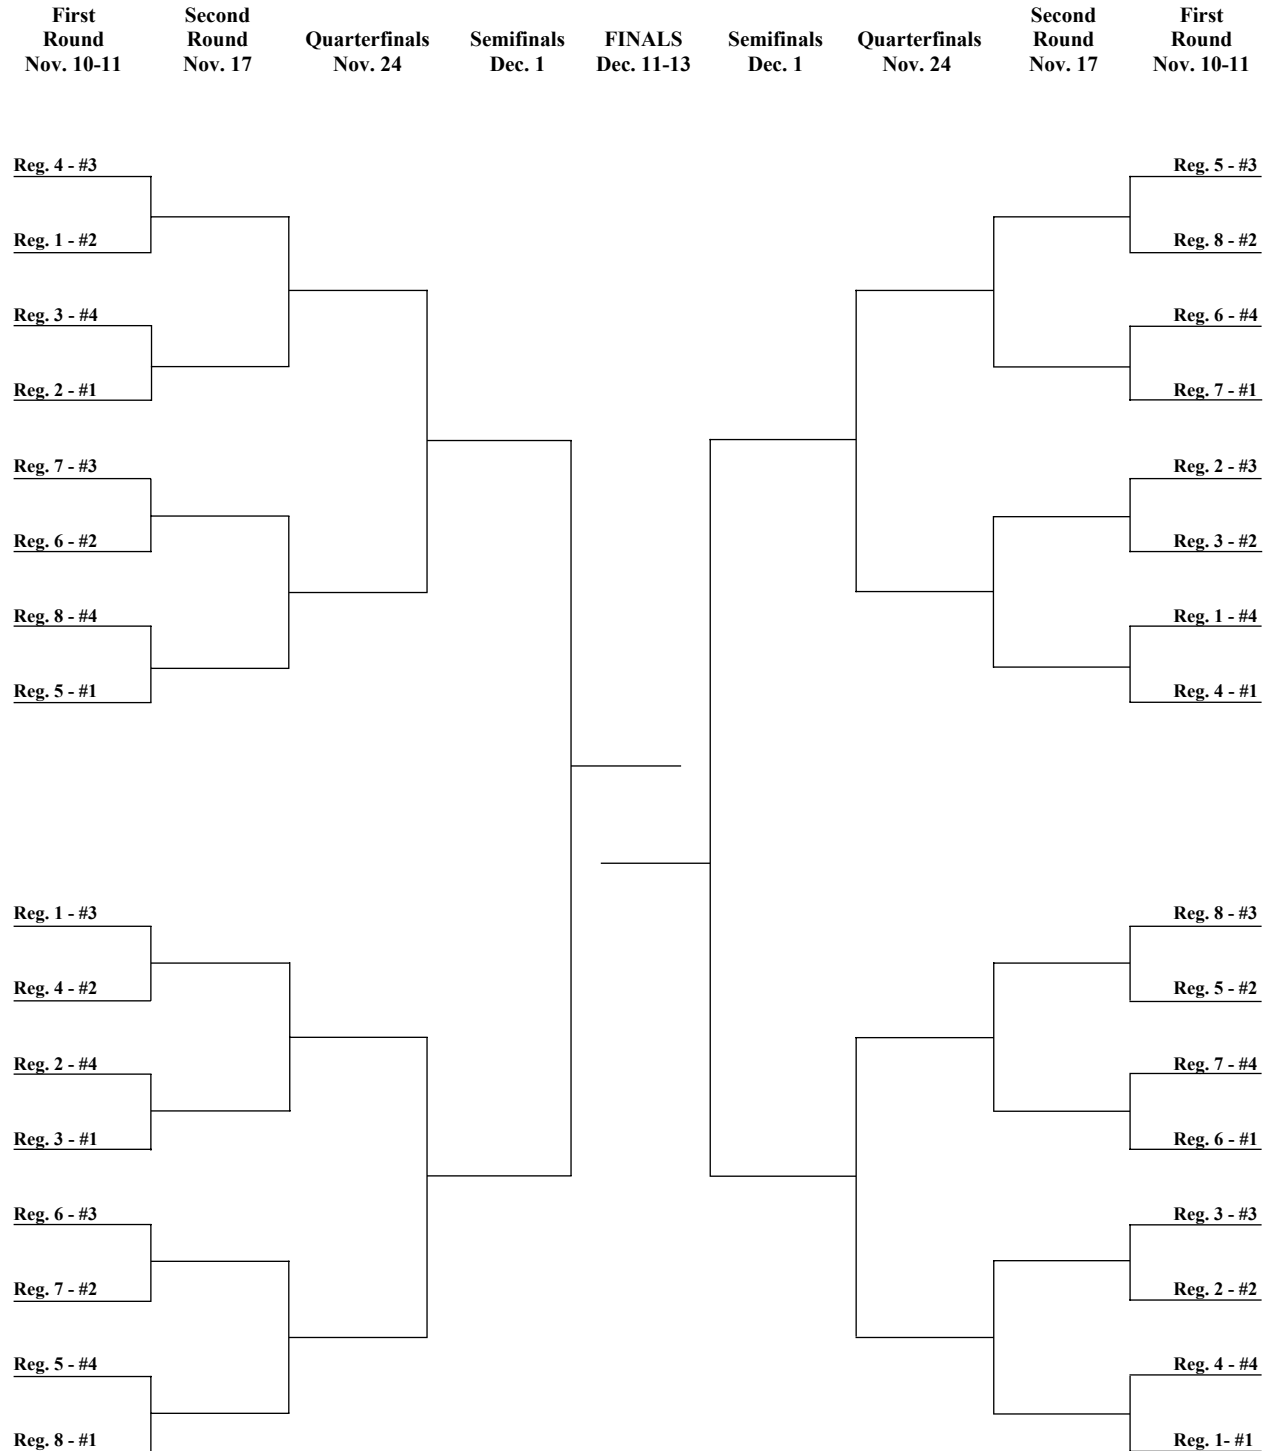 First Second Second First
Round Round Quarterfinals Semifinals FINALS Semifinals Quarterfinals Round Round
Nov. 10-11 Nov. 17 Nov. 24 Dec. 1 Dec. 11-13 Dec. 1 Nov. 24 Nov. 17 Nov. 10-11
Reg. 4 - #3 Reg. 5 - #3
Reg. 1 - #2 Reg. 8 - #2
Reg. 3 - #4 Reg. 6 - #4
Reg. 2 - #1 Reg. 7 - #1
Reg. 7 - #3 Reg. 2 - #3
Reg. 6 - #2 Reg. 3 - #2
Reg. 8 - #4 Reg. 1 - #4
Reg. 5 - #1 Reg. 4 - #1
Reg. 1 - #3 Reg. 8 - #3
Reg. 4 - #2 Reg. 5 - #2
Reg. 2 - #4 Reg. 7 - #4
Reg. 3 - #1 Reg. 6 - #1
Reg. 6 - #3 Reg. 3 - #3
Reg. 7 - #2 Reg. 2 - #2
Reg. 5 - #4 Reg. 4 - #4
Reg. 8 - #1 Reg. 1- #1